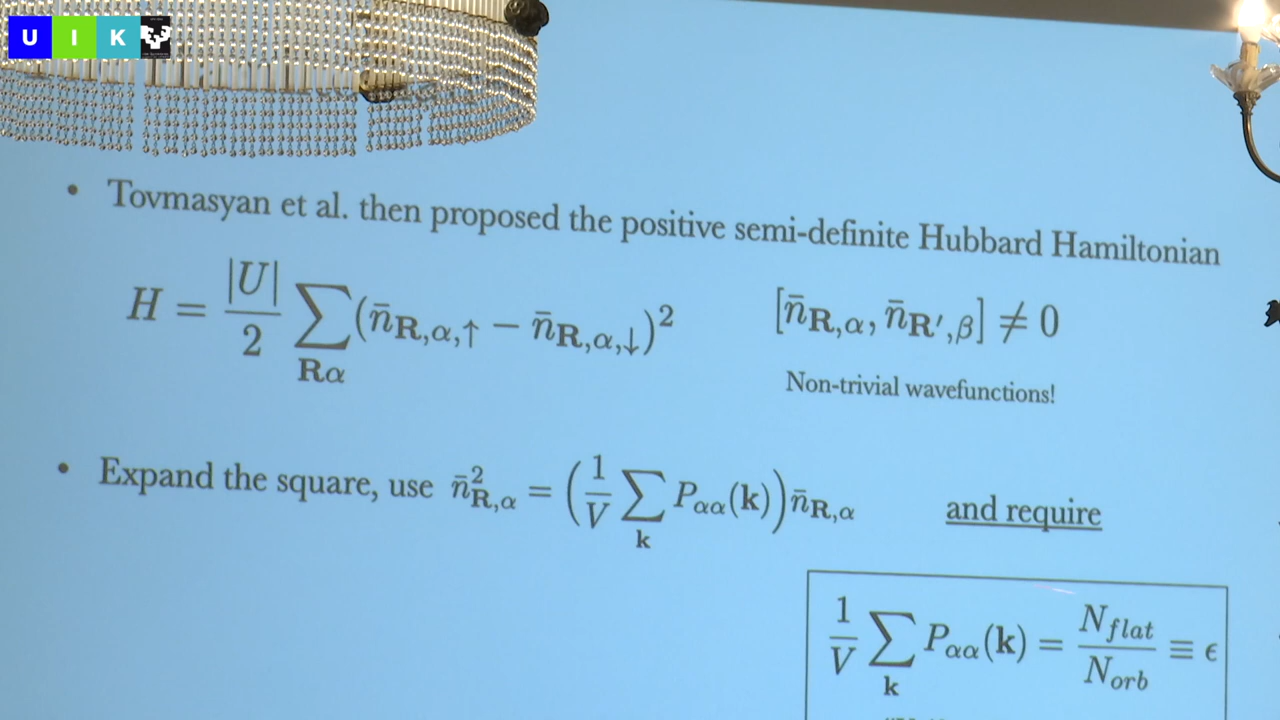 U I K
• Tovmasyan et al. then proposed the positive semi-definite Hubbard Hamiltonian
H = |U|/2 ∑_{Rα} (n̄_{R,α,↑} − n̄_{R,α,↓})² [n̄_{R,α}, n̄_{R′,β}] ≠ 0
Non-trivial wavefunctions!
• Expand the square, use n̄²_{R,α} = (1/V ∑_k P_{αα}(k)) n̄_{R,α} and require
1/V ∑_k P_{αα}(k) = N_{flat}/N_{orb} ≡ ϵ